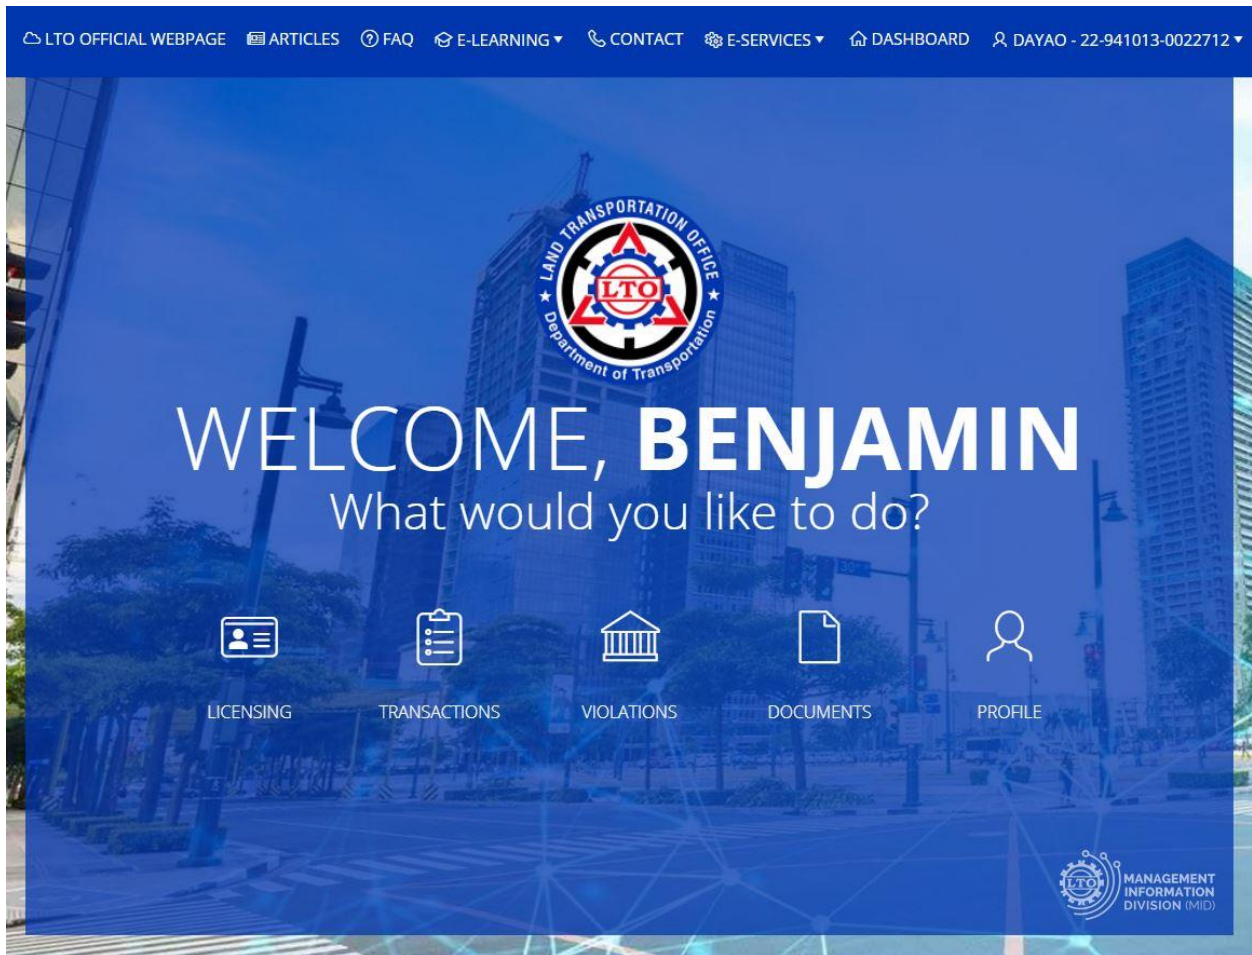 LTO OFFICIAL WEBPAGE ARTICLES FAQ E-LEARNING CONTACT E-SERVICES DASHBOARD DAYAO - 22-941013-0022712
LAND TRANSPORTATION OFFICE
LTO
Department of Transportation
WELCOME, BENJAMIN
What would you like to do?
LICENSING TRANSACTIONS VIOLATIONS DOCUMENTS PROFILE
LTO
MANAGEMENT
INFORMATION
DIVISION (MID)